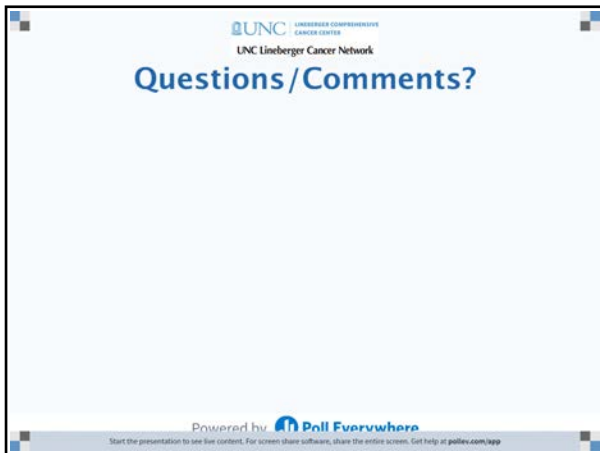 UNC LINEBERGER COMPREHENSIVE
CANCER CENTER
UNC Lineberger Cancer Network
Questions/Comments?
Powered by Poll Everywhere
Start the presentation to see live content. For screen share software, share the entire screen. Get help at pollev.com/app